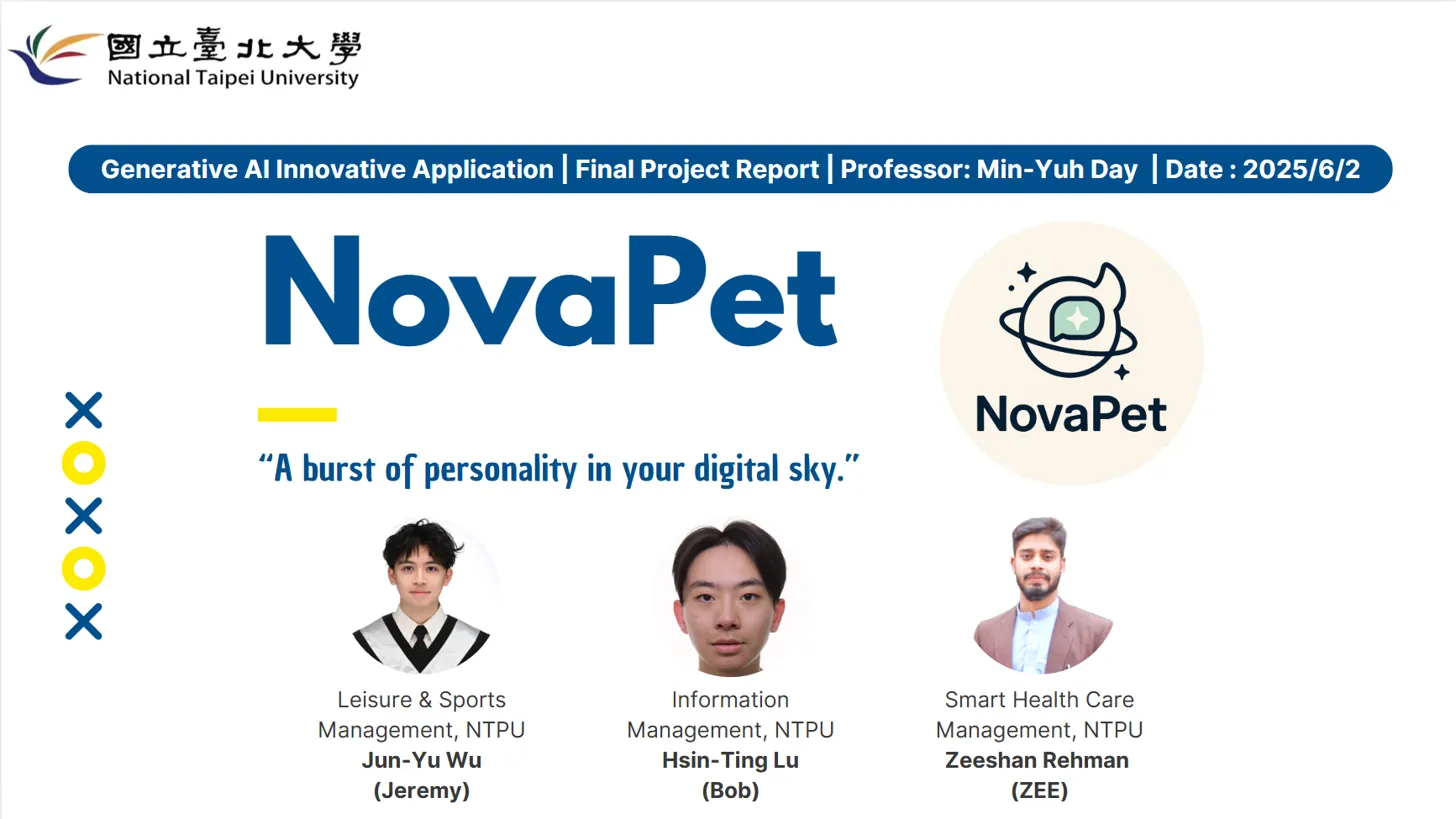 國立臺北大學
National Taipei University
Generative AI Innovative Application | Final Project Report | Professor: Min-Yuh Day | Date : 2025/6/2
NovaPet
NovaPet
“A burst of personality in your digital sky.”
Leisure & Sports
Management, NTPU
Jun-Yu Wu
(Jeremy)
Information
Management, NTPU
Hsin-Ting Lu
(Bob)
Smart Health Care
Management, NTPU
Zeeshan Rehman
(ZEE)